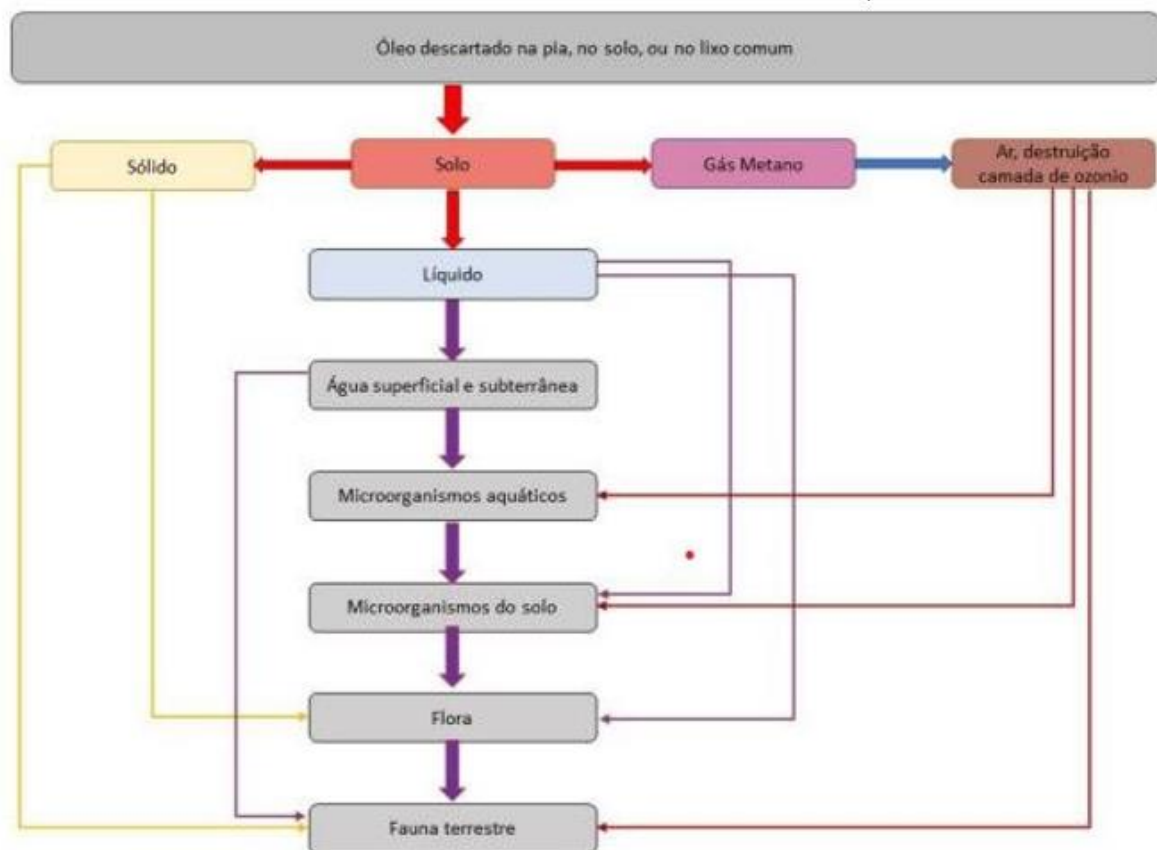 Óleo descartado na pia, no solo, ou no lixo comum
Sólido
Solo
Gás Metano
Ar, destruição
camada de ozonio
Líquido
Água superficial e subterrânea
Microorganismos aquáticos
Microorganismos do solo
Flora
Fauna terrestre